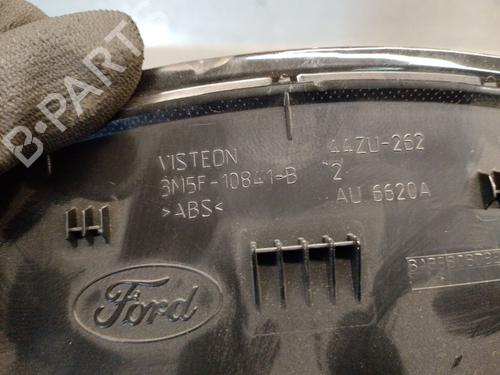 B-PARTS
VISTEON
3M5F-10841-B
>ABS<
44ZU-262
2
AU 6620A
Ford